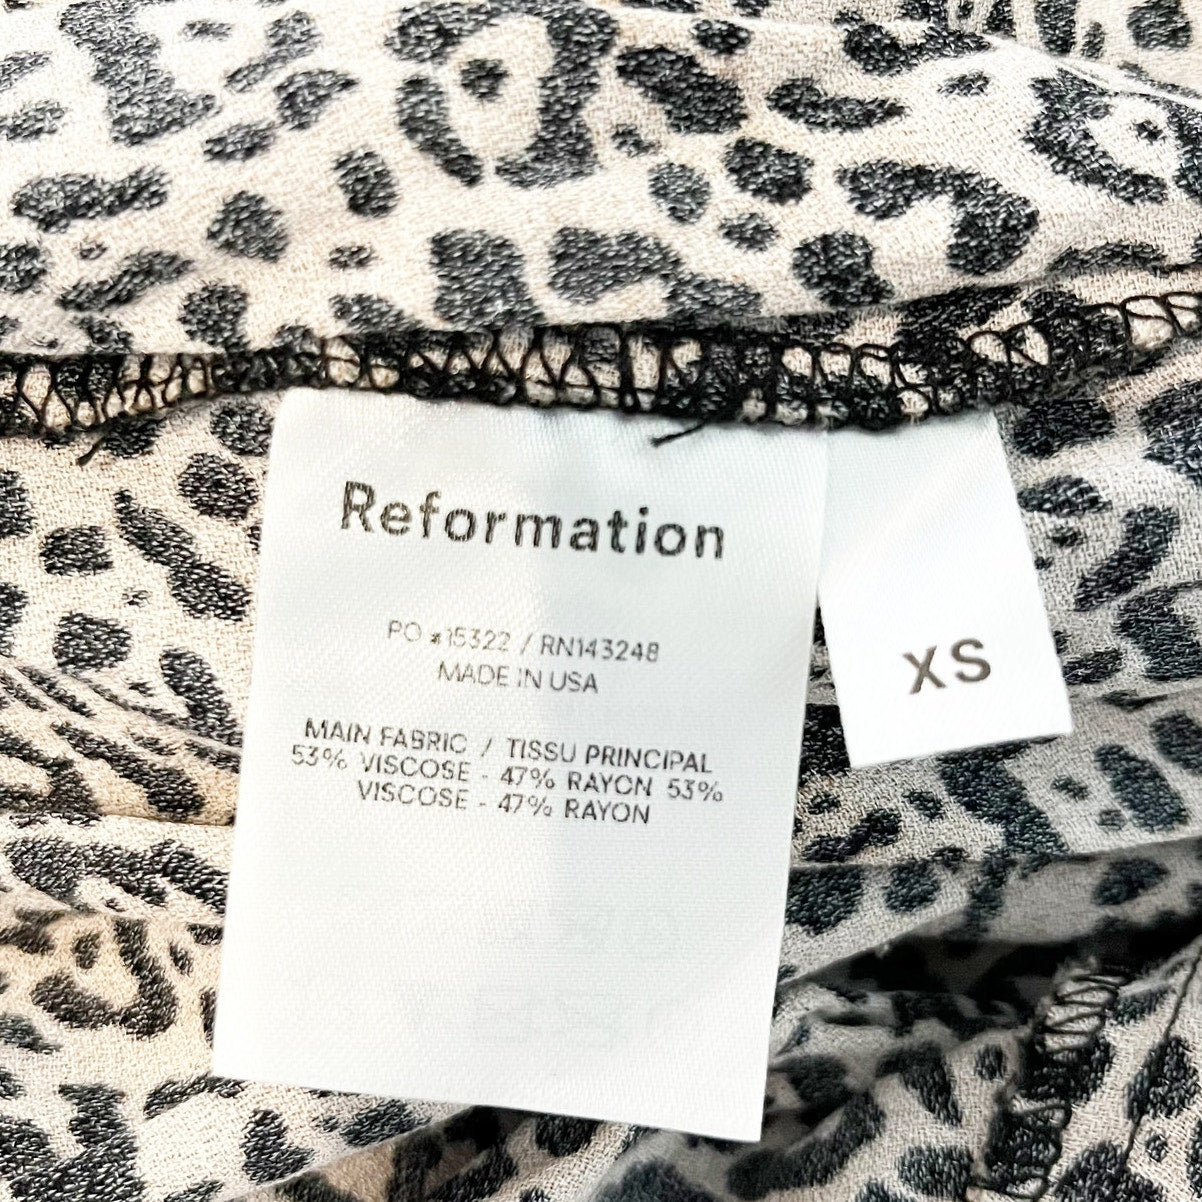 Reformation
PO #15322 / RN143248
MADE IN USA
MAIN FABRIC / TISSU PRINCIPAL
53% VISCOSE - 47% RAYON 53%
VISCOSE - 47% RAYON
XS